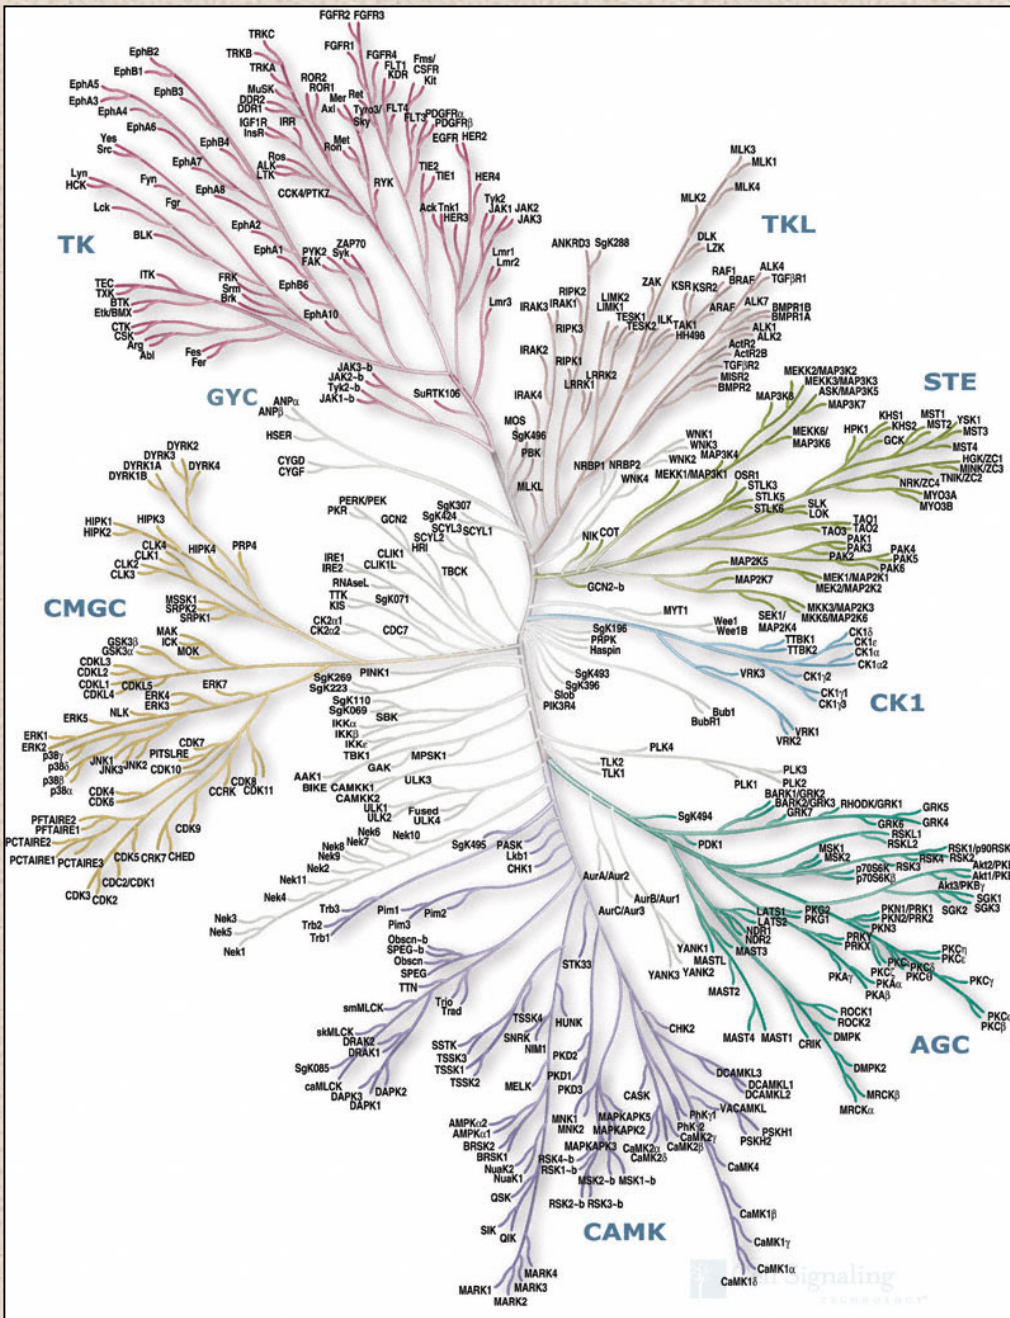 FGFR2 FGFR3
TRKC
FGFR1
EphB2
TRKB
FGFR4
Fms/
CSFR
EphB1
TRKA
FLT1
KDR
Kit
EphA5
EphB3
MuSK
ROR2
ROR1
Mer
Ret
EphA3
DDR2
DDR1
Axl
Tyro3/
Sky
FLT4
FLT3
PDGFRα
PDGFRβ
EphA4
IGF1R
IRR
InsR
EphA6
Met
Ron
EGFR
HER2
Yes
Src
EphB4
MLK3
MLK1
Ros
ALK
LTK
EphA7
TIE2
TIE1
Lyn
HCK
Fyn
EphA8
CCK4/PTK7
RYK
HER4
MLK4
Lck
Fgr
Tyk2
JAK1
JAK2
JAK3
Ack
Tnk1
HER3
MLK2
TKL
EphA2
TK
BLK
EphA1
PYK2
FAK
ZAP70
Syk
Lmr1
Lmr2
ANKRD3
SgK288
DLK
LZK
ITK
TEC
TXK
BTK
Etk/BMX
FRK
Srm
Brk
EphB6
EphA10
Lmr3
ZAK
RAF1
BRAF
KSR
KSR2
ALK4
TGFβR1
RIPK2
IRAK1
IRAK3
LIMK2
LIMK1
ARAF
ALK7
BMPR1B
BMPR1A
CTK
CSK
Arg
Abl
Fes
Fer
RIPK3
TESK1
TESK2
ILK
TAK1
HH498
ALK1
ALK2
ActR2
ActR2B
TGFβR2
MISR2
BMPR2
IRAK2
RIPK1
LRRK2
LRRK1
JAK3~b
JAK2~b
Tyk2~b
JAK1~b
SuRTK106
IRAK4
MEKK2/MAP3K2
MEKK3/MAP3K3
ASK/MAP3K5
MAP3K8
MAP3K7
STE
GYC
ANPα
ANPβ
HSER
MOS
SgK496
PBK
MEKK6/
MAP3K6
HPK1
KHS1
KHS2
GCK
MST1
MST2
YSK1
MST3
MST4
WNK1
WNK3
WNK2
MAP3K4
WNK4
DYRK2
DYRK3
DYRK1A
DYRK1B
DYRK4
CYGD
CYGF
NRBP1
NRBP2
MLKL
MEKK1/MAP3K1
OSR1
STLK3
STLK5
STLK6
HGK/ZC1
MINK/ZC3
TNIK/ZC2
NRK/ZC4
MYO3A
MYO3B
SLK
LOK
PERK/PEK
PKR
GCN2
SgK307
SgK424
SCYL3
SCYL2
SCYL1
HRI
HIPK1
HIPK2
HIPK3
CLK4
CLK1
CLK2
CLK3
HIPK4
PRP4
NIK
COT
TAO3
TAO1
TAO2
PAK1
PAK3
PAK2
PAK4
PAK5
PAK6
IRE1
IRE2
CLIK1
CLIK1L
TBCK
RNAseL
TTK
KIS
SgK071
CK2α1
CK2α2
CDC7
MAP2K5
MAP2K7
MEK1/MAP2K1
MEK2/MAP2K2
GCN2~b
CMGC
MSSK1
SRPK2
SRPK1
MYT1
SEK1/
MAP2K4
MKK3/MAP2K3
MKK6/MAP2K6
SgK196
PRPK
Haspin
Wee1
Wee1B
TTBK1
TTBK2
CK1δ
CK1ε
CK1α
CK1α2
MAK
ICK
MOK
GSK3β
GSK3α
CDKL3
CDKL2
CDKL1
CDKL4
CDKL5
ERK7
PINK1
SgK269
SgK223
SgK493
SgK396
Slob
PIK3R4
VRK3
CK1γ2
CK1γ1
CK1γ3
CK1
ERK4
ERK3
NLK
SgK110
SgK069
SBK
Bub1
BubR1
VRK1
VRK2
ERK5
ERK1
ERK2
p38γ
p38δ
p38β
p38α
JNK1
JNK3
JNK2
CDK7
PITSLRE
CDK10
IKKα
IKKβ
IKKε
TBK1
MPSK1
GAK
PLK4
TLK2
TLK1
PLK3
PLK1
PLK2
CDK4
CDK6
CCRK
CDK8
CDK11
AAK1
BIKE
CAMKK1
CAMKK2
ULK3
BARK1/GRK2
BARK2/GRK3
GRK7
RHODK/GRK1
GRK5
GRK6
GRK4
ULK1
ULK2
Fused
ULK4
SgK494
PFTAIRE2
PFTAIRE1
PCTAIRE2
PCTAIRE1
PCTAIRE3
CDK9
CDK5
CRK7
CHED
CDC2/CDK1
CDK3
CDK2
Nek6
Nek7
Nek10
Nek8
Nek9
Nek2
Nek11
Nek4
SgK495
PASK
Lkb1
CHK1
PDK1
RSKL1
RSKL2
MSK1
MSK2
RSK1/p90RSK
RSK4
RSK2
RSK3
p70S6K
p70S6Kβ
Akt1/PK
Akt3/PKBγ
SGK1
SGK2
SGK3
AurA/Aur2
AurB/Aur1
AurC/Aur3
Nek3
Nek5
Nek1
Trb3
Trb2
Trb1
Pim1
Pim2
Pim3
LATS1
LATS2
NDR1
NDR2
MAST3
PKG2
PKG1
PKN1/PRK1
PKN2/PRK2
PKN3
PRKY
PRKX
YANK1
MASTL
YANK2
YANK3
MAST2
Obscn~b
SPEG~b
Obscn
SPEG
TTN
STK33
PKCζ
PKCδ
PKCθ
PKCη
PKCε
PKCγ
PKAγ
PKAα
PKAβ
PKCβ
smMLCK
Trio
Trad
skMLCK
DRAK2
DRAK1
TSSK4
HUNK
SNRK
NIM1
CHK2
MAST4
MAST1
CRIK
ROCK1
ROCK2
DMPK
AGC
SSTK
TSSK3
TSSK1
TSSK2
PKD2
PKD1
PKD3
SgK085
caMLCK
DAPK3
DAPK2
DAPK1
MELK
DCAMKL3
DCAMKL1
DCAMKL2
DMPK2
MRCKβ
MRCKα
CASK
VACAMKL
PhKγ1
PhKγ2
PSKH1
PSKH2
AMPKα2
AMPKα1
BRSK2
BRSK1
MNK1
MNK2
MAPKAPK5
MAPKAPK2
MAPKAPK3
CaMK2γ
CaMK2α
CaMK2β
CaMK2δ
NuaK2
NuaK1
RSK4~b
RSK1~b
MSK2~b
MSK1~b
CaMK4
QSK
RSK2~b
RSK3~b
SIK
QIK
CAMK
CaMK1β
CaMK1γ
CaMK1α
CaMK1δ
MARK4
MARK3
MARK1
MARK2
Signaling
TECHNOLOGY